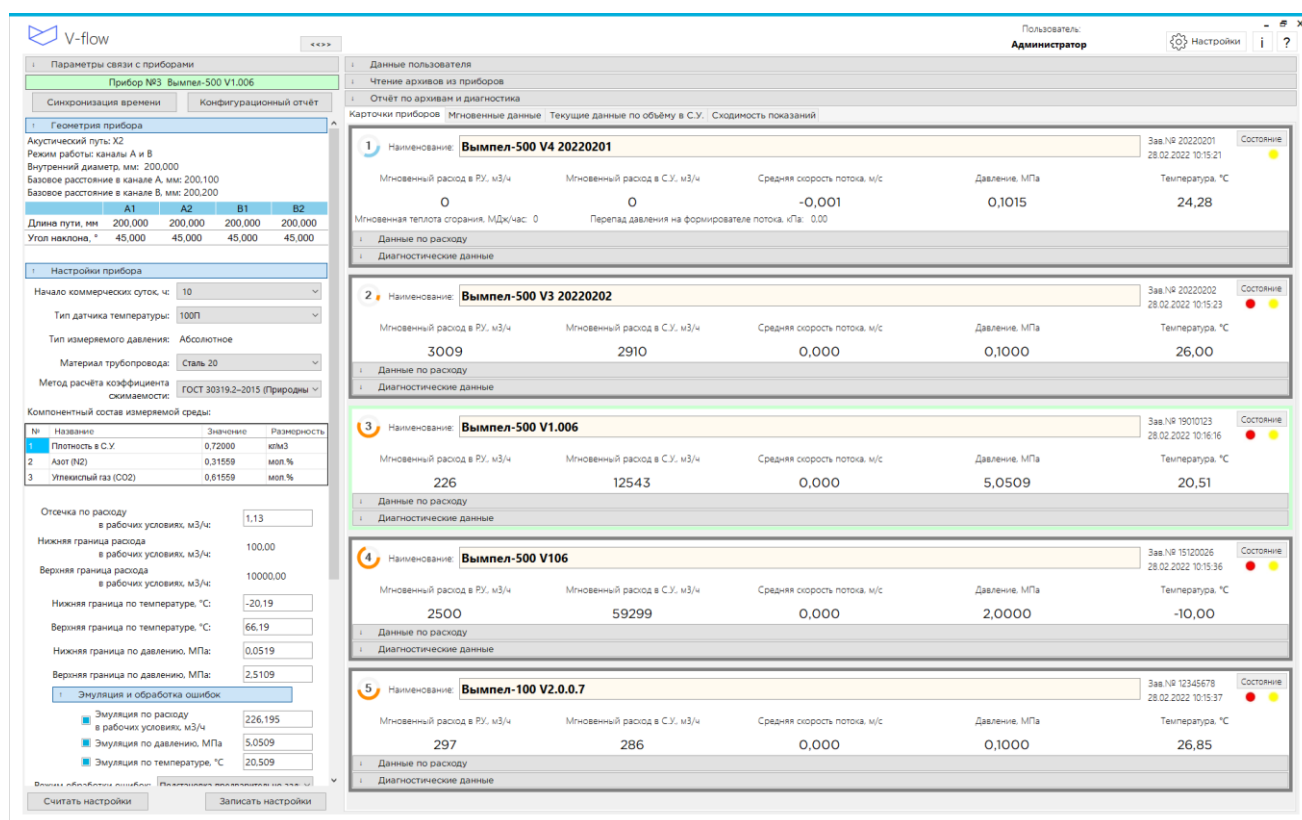 V-flow
<<>>
Пользователь:
Администратор
Настройки
i
?
Параметры связи с приборами
Прибор №3 Вымпел-500 V1.006
Синхронизация времени
Конфигурационный отчёт
Геометрия прибора
Акустический путь: X2
Режим работы: каналы A и B
Внутренний диаметр, мм: 200,000
Базовое расстояние в канале A, мм: 200,100
Базовое расстояние в канале B, мм: 200,200
A1 A2 B1 B2
Длина пути, мм 200,000 200,000 200,000 200,000
Угол наклона, ° 45,000 45,000 45,000 45,000
Настройки прибора
Начало коммерческих суток, ч: 10
Тип датчика температуры: 100П
Тип измеряемого давления: Абсолютное
Материал трубопровода: Сталь 20
Метод расчёта коэффициента
сжимаемости: ГОСТ 30319.2–2015 (Природны
Компонентный состав измеряемой среды:
№ Название Значение Размерность
1 Плотность в С.У. 0,72000 кг/м3
2 Азот (N2) 0,31559 мол.%
3 Углекислый газ (CO2) 0,61559 мол.%
Отсечка по расходу
в рабочих условиях, м3/ч: 1,13
Нижняя граница расхода
в рабочих условиях, м3/ч: 100,00
Верхняя граница расхода
в рабочих условиях, м3/ч: 10000,00
Нижняя граница по температуре, °С: -20,19
Верхняя граница по температуре, °С: 66,19
Нижняя граница по давлению, МПа: 0,0519
Верхняя граница по давлению, МПа: 2,5109
Эмуляция и обработка ошибок
Эмуляция по расходу
в рабочих условиях, м3/ч 226,195
Эмуляция по давлению, МПа 5,0509
Эмуляция по температуре, °С 20,509
Режим обработки ошибок: Подстановка предварительно зад
Считать настройки
Записать настройки
Данные пользователя
Чтение архивов из приборов
Отчёт по архивам и диагностика
Карточки приборов Мгновенные данные Текущие данные по объёму в С.У. Сходимость показаний
1 Наименование: Вымпел-500 V4 20220201
Зав.№ 20220201 Состояние
28.02.2022 10:15:21
Мгновенный расход в Р.У., м3/ч Мгновенный расход в С.У., м3/ч Средняя скорость потока, м/с Давление, МПа Температура, °С
0 0 -0,001 0,1015 24,28
Мгновенная теплота сгорания, МДж/час: 0 Перепад давления на формирователе потока, кПа: 0.00
Данные по расходу
Диагностические данные
2 Наименование: Вымпел-500 V3 20220202
Зав.№ 20220202 Состояние
28.02.2022 10:15:23
Мгновенный расход в Р.У., м3/ч Мгновенный расход в С.У., м3/ч Средняя скорость потока, м/с Давление, МПа Температура, °С
3009 2910 0,000 0,1000 26,00
Данные по расходу
Диагностические данные
3 Наименование: Вымпел-500 V1.006
Зав.№ 19010123 Состояние
28.02.2022 10:16:16
Мгновенный расход в Р.У., м3/ч Мгновенный расход в С.У., м3/ч Средняя скорость потока, м/с Давление, МПа Температура, °С
226 12543 0,000 5,0509 20,51
Данные по расходу
Диагностические данные
4 Наименование: Вымпел-500 V106
Зав.№ 15120026 Состояние
28.02.2022 10:15:36
Мгновенный расход в Р.У., м3/ч Мгновенный расход в С.У., м3/ч Средняя скорость потока, м/с Давление, МПа Температура, °С
2500 59299 0,000 2,0000 -10,00
Данные по расходу
Диагностические данные
5 Наименование: Вымпел-100 V2.0.0.7
Зав.№ 12345678 Состояние
28.02.2022 10:15:37
Мгновенный расход в Р.У., м3/ч Мгновенный расход в С.У., м3/ч Средняя скорость потока, м/с Давление, МПа Температура, °С
297 286 0,000 0,1000 26,85
Данные по расходу
Диагностические данные